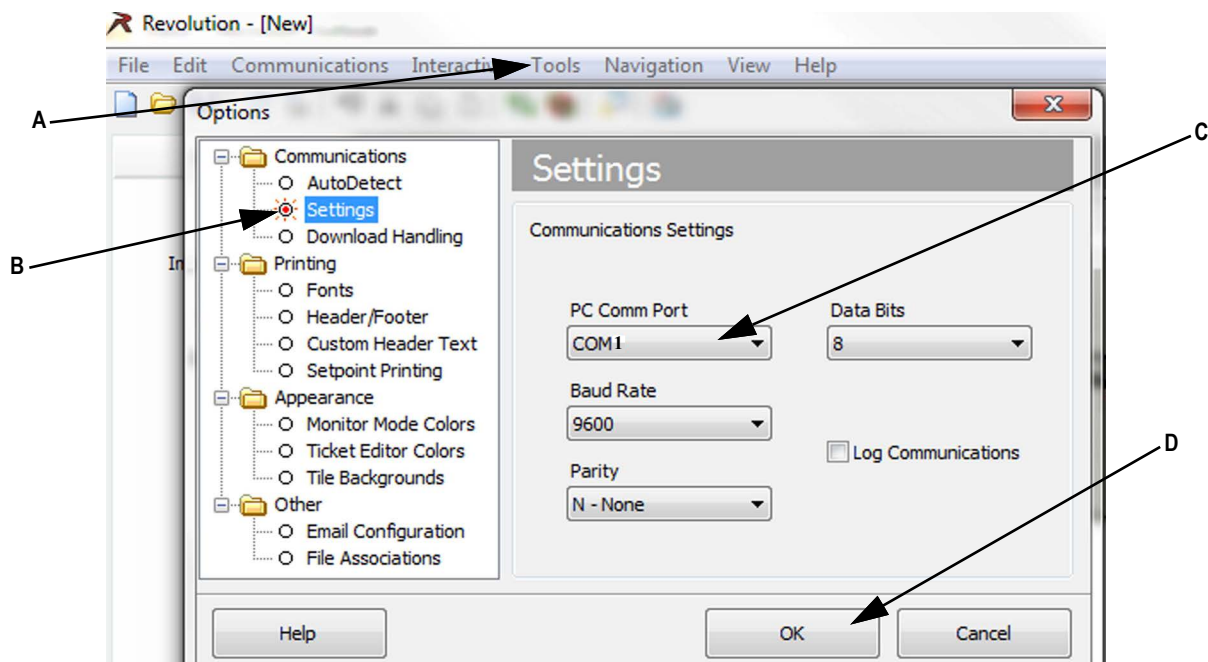 Revolution - [New]
File Edit Communications Interactiv Tools Navigation View Help
A
Options
C
Communications
AutoDetect
Settings
Download Handling
Printing
Fonts
Header/Footer
Custom Header Text
Setpoint Printing
Appearance
Monitor Mode Colors
Ticket Editor Colors
Tile Backgrounds
Other
Email Configuration
File Associations
B
In
Settings
Communications Settings
PC Comm Port
COM1
Data Bits
8
Baud Rate
9600
Log Communications
Parity
N - None
D
Help
OK
Cancel